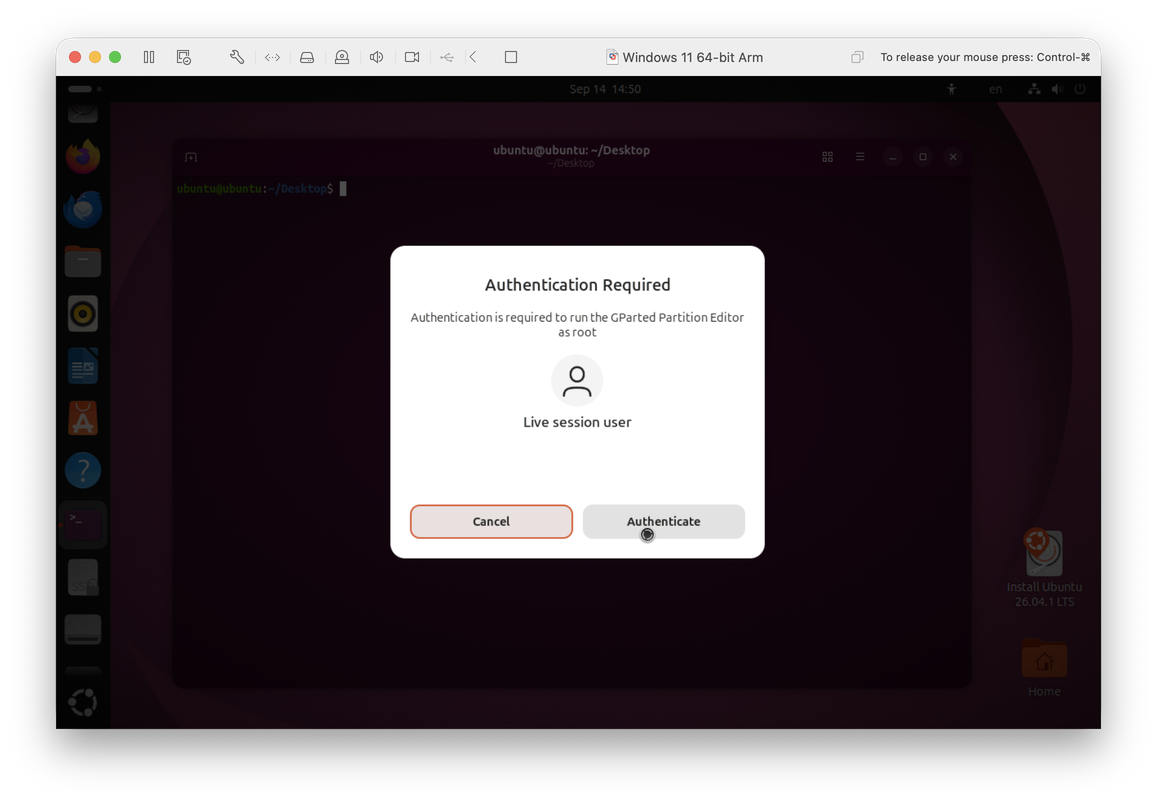 Windows 11 64-bit Arm
To release your mouse press: Control-⌘
Sep 14 14:50
en
ubuntu@ubuntu: ~/Desktop
~/Desktop
ubuntu@ubuntu:~/Desktop$
Authentication Required
Authentication is required to run the GParted Partition Editor
as root
Live session user
Cancel
Authenticate
>_
?
SSD
Install Ubuntu
26.04.1 LTS
Home